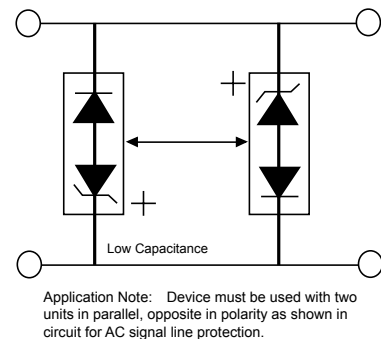 +
+
Low Capacitance
Application Note: Device must be used with two
units in parallel, opposite in polarity as shown in
circuit for AC signal line protection.